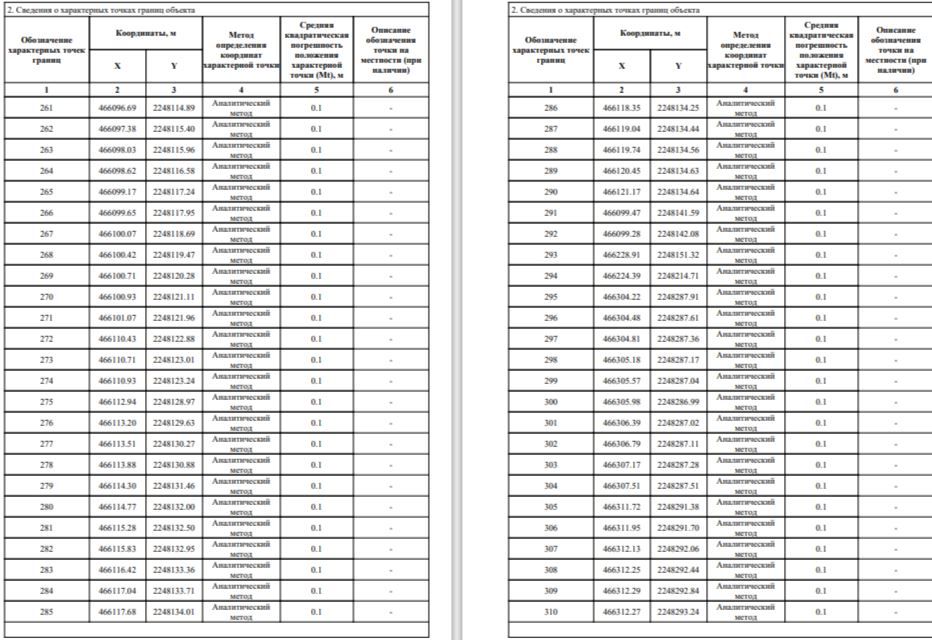 2. Сведения о характерных точках границ объекта
Обозначение характерных точек границ | Координаты, м | Метод определения координат характерной точки | Средняя квадратическая погрешность положения характерной точки (Mt), м | Описание обозначения точки на местности (при наличии)
X | Y
1 | 2 | 3 | 4 | 5 | 6
261 | 466096.69 | 2248114.89 | Аналитический метод | 0.1 | -
262 | 466097.38 | 2248115.40 | Аналитический метод | 0.1 | -
263 | 466098.03 | 2248115.96 | Аналитический метод | 0.1 | -
264 | 466098.62 | 2248116.58 | Аналитический метод | 0.1 | -
265 | 466099.17 | 2248117.24 | Аналитический метод | 0.1 | -
266 | 466099.65 | 2248117.95 | Аналитический метод | 0.1 | -
267 | 466100.07 | 2248118.69 | Аналитический метод | 0.1 | -
268 | 466100.42 | 2248119.47 | Аналитический метод | 0.1 | -
269 | 466100.71 | 2248120.28 | Аналитический метод | 0.1 | -
270 | 466100.93 | 2248121.11 | Аналитический метод | 0.1 | -
271 | 466101.07 | 2248121.96 | Аналитический метод | 0.1 | -
272 | 466110.43 | 2248122.88 | Аналитический метод | 0.1 | -
273 | 466110.71 | 2248123.01 | Аналитический метод | 0.1 | -
274 | 466110.93 | 2248123.24 | Аналитический метод | 0.1 | -
275 | 466112.94 | 2248128.97 | Аналитический метод | 0.1 | -
276 | 466113.20 | 2248129.63 | Аналитический метод | 0.1 | -
277 | 466113.51 | 2248130.27 | Аналитический метод | 0.1 | -
278 | 466113.88 | 2248130.88 | Аналитический метод | 0.1 | -
279 | 466114.30 | 2248131.46 | Аналитический метод | 0.1 | -
280 | 466114.77 | 2248132.00 | Аналитический метод | 0.1 | -
281 | 466115.28 | 2248132.50 | Аналитический метод | 0.1 | -
282 | 466115.83 | 2248132.95 | Аналитический метод | 0.1 | -
283 | 466116.42 | 2248133.36 | Аналитический метод | 0.1 | -
284 | 466117.04 | 2248133.71 | Аналитический метод | 0.1 | -
285 | 466117.68 | 2248134.01 | Аналитический метод | 0.1 | -
2. Сведения о характерных точках границ объекта
Обозначение характерных точек границ | Координаты, м | Метод определения координат характерной точки | Средняя квадратическая погрешность положения характерной точки (Mt), м | Описание обозначения точки на местности (при наличии)
X | Y
1 | 2 | 3 | 4 | 5 | 6
286 | 466118.35 | 2248134.25 | Аналитический метод | 0.1 | -
287 | 466119.04 | 2248134.44 | Аналитический метод | 0.1 | -
288 | 466119.74 | 2248134.56 | Аналитический метод | 0.1 | -
289 | 466120.45 | 2248134.63 | Аналитический метод | 0.1 | -
290 | 466121.17 | 2248134.64 | Аналитический метод | 0.1 | -
291 | 466099.47 | 2248141.59 | Аналитический метод | 0.1 | -
292 | 466099.28 | 2248142.08 | Аналитический метод | 0.1 | -
293 | 466228.91 | 2248151.32 | Аналитический метод | 0.1 | -
294 | 466224.39 | 2248214.71 | Аналитический метод | 0.1 | -
295 | 466304.22 | 2248287.91 | Аналитический метод | 0.1 | -
296 | 466304.48 | 2248287.61 | Аналитический метод | 0.1 | -
297 | 466304.81 | 2248287.36 | Аналитический метод | 0.1 | -
298 | 466305.18 | 2248287.17 | Аналитический метод | 0.1 | -
299 | 466305.57 | 2248287.04 | Аналитический метод | 0.1 | -
300 | 466305.98 | 2248286.99 | Аналитический метод | 0.1 | -
301 | 466306.39 | 2248287.02 | Аналитический метод | 0.1 | -
302 | 466306.79 | 2248287.11 | Аналитический метод | 0.1 | -
303 | 466307.17 | 2248287.28 | Аналитический метод | 0.1 | -
304 | 466307.51 | 2248287.51 | Аналитический метод | 0.1 | -
305 | 466311.72 | 2248291.38 | Аналитический метод | 0.1 | -
306 | 466311.95 | 2248291.70 | Аналитический метод | 0.1 | -
307 | 466312.13 | 2248292.06 | Аналитический метод | 0.1 | -
308 | 466312.25 | 2248292.44 | Аналитический метод | 0.1 | -
309 | 466312.29 | 2248292.84 | Аналитический метод | 0.1 | -
310 | 466312.27 | 2248293.24 | Аналитический метод | 0.1 | -